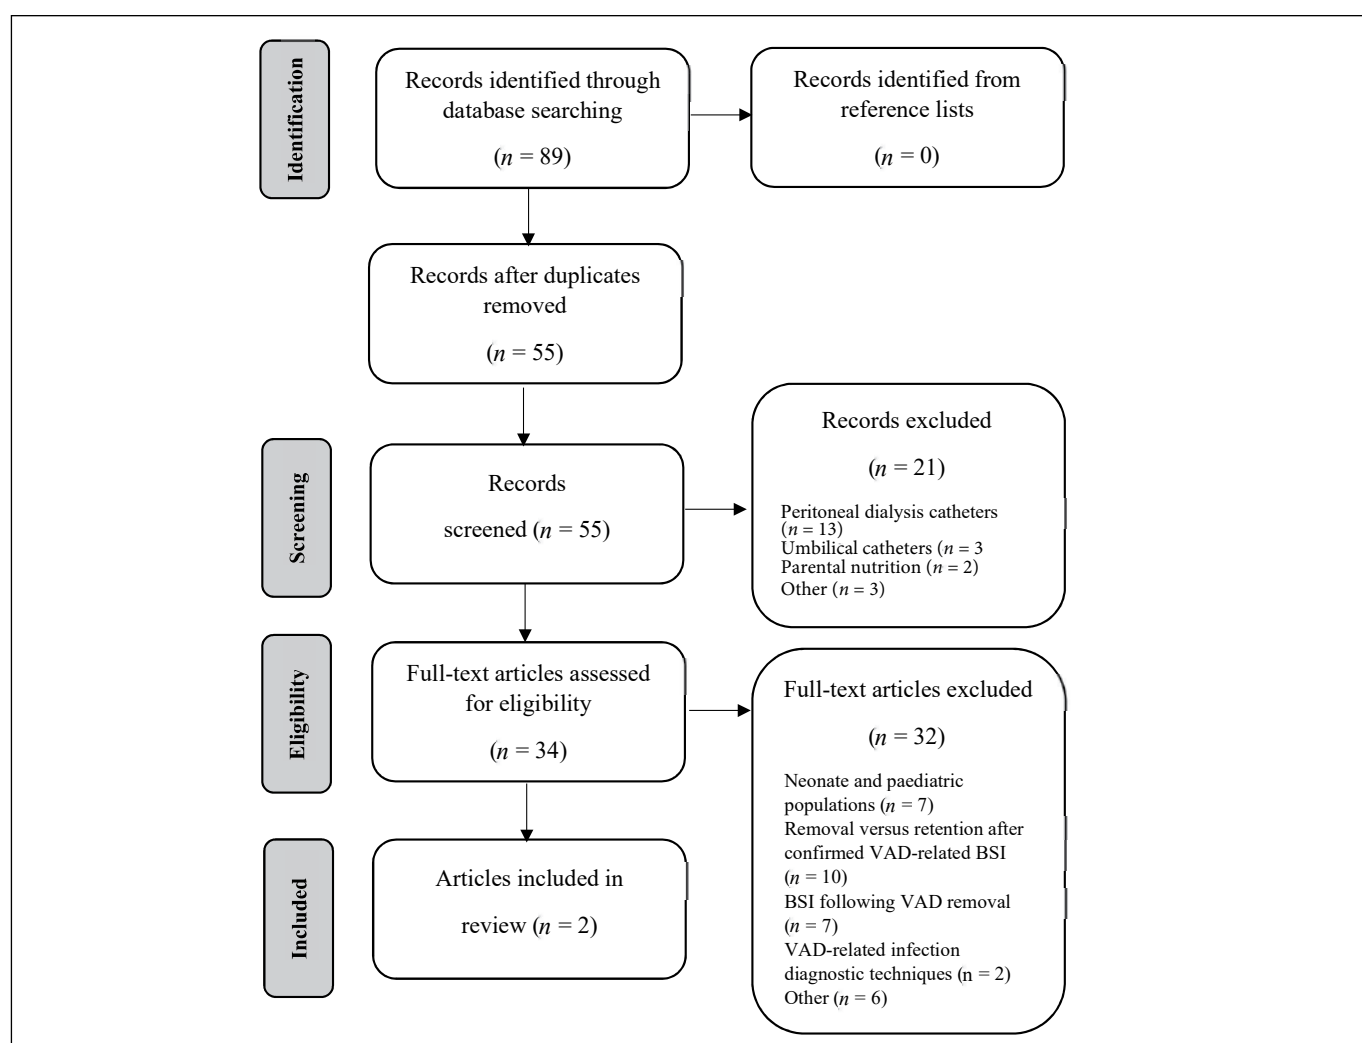 Identification
Records identified through
database searching
(n = 89)
Records identified from
reference lists
(n = 0)
Records after duplicates
removed
(n = 55)
Screening
Records
screened (n = 55)
Records excluded
(n = 21)
Peritoneal dialysis catheters
(n = 13)
Umbilical catheters (n = 3
Parental nutrition (n = 2)
Other (n = 3)
Eligibility
Full-text articles assessed
for eligibility
(n = 34)
Full-text articles excluded
(n = 32)
Neonate and paediatric
populations (n = 7)
Removal versus retention after
confirmed VAD-related BSI
(n = 10)
BSI following VAD removal
(n = 7)
VAD-related infection
diagnostic techniques (n = 2)
Other (n = 6)
Included
Articles included in
review (n = 2)